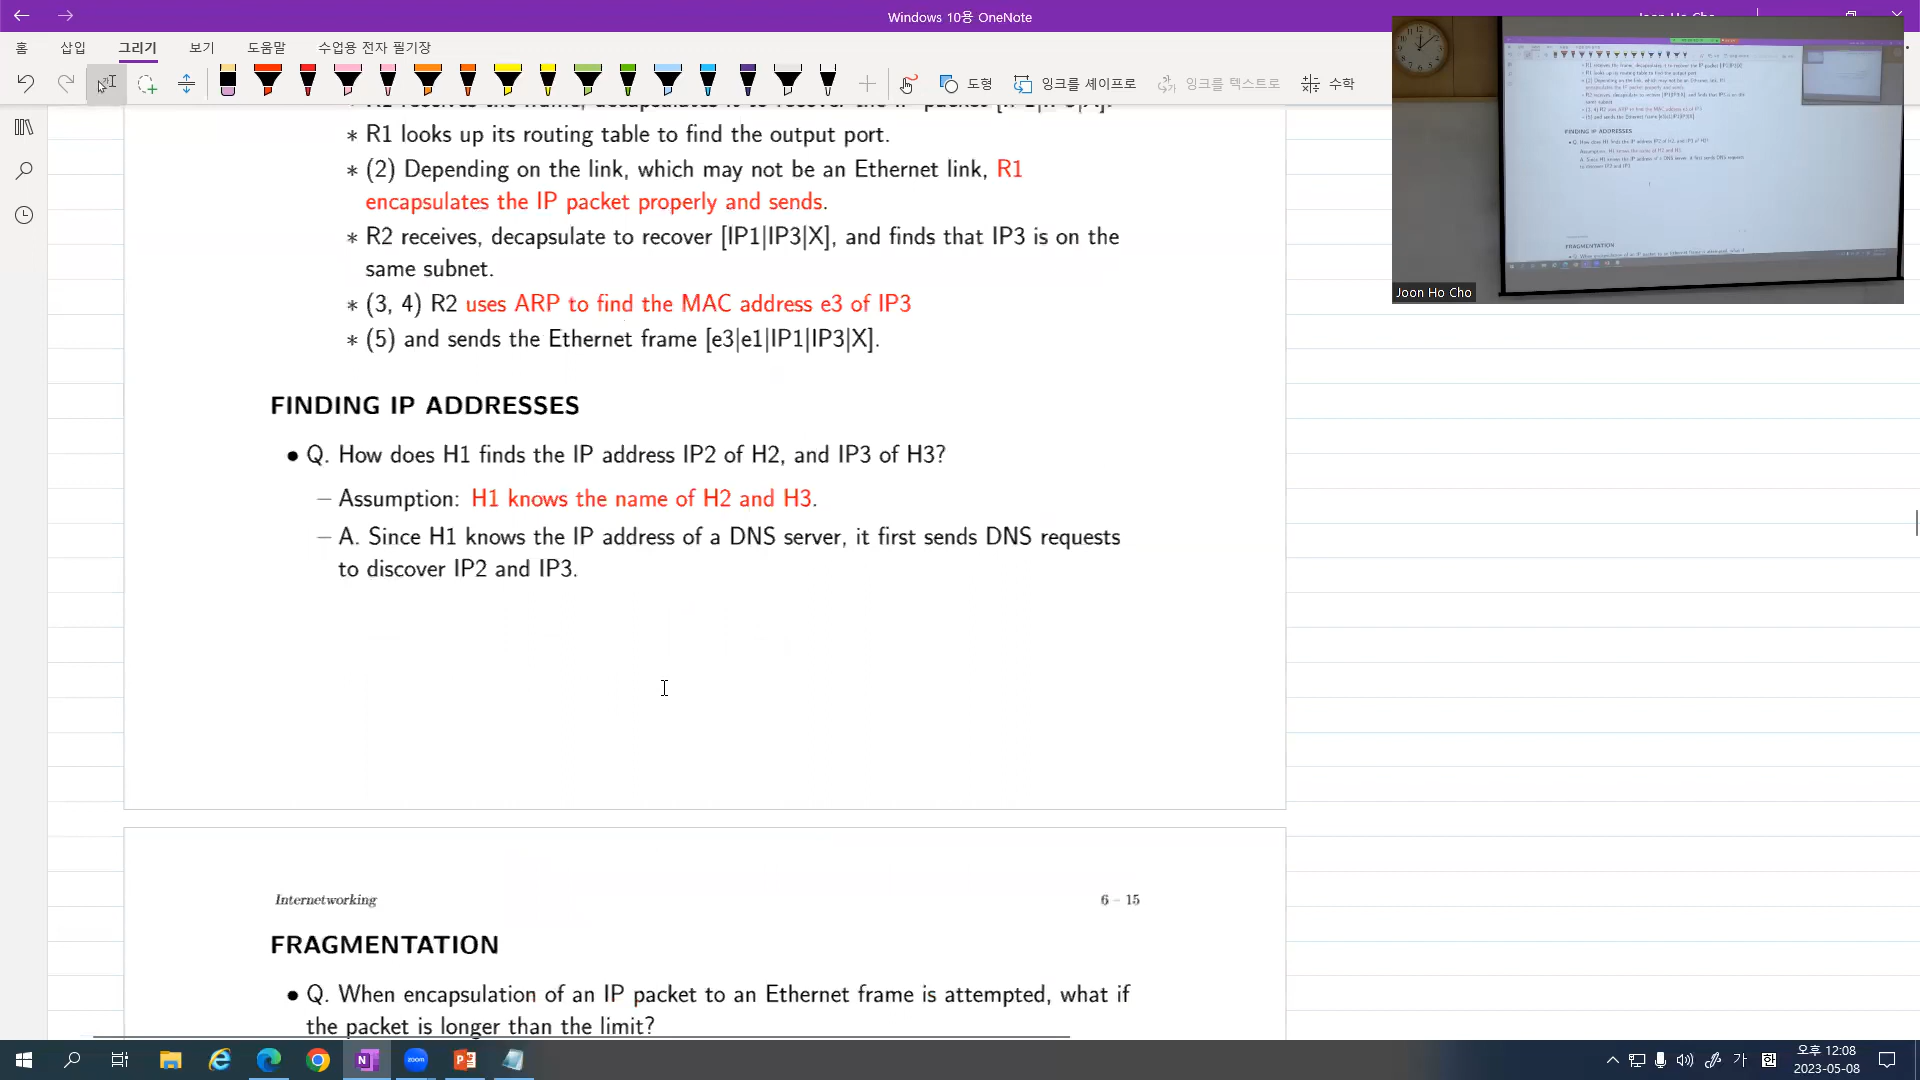 Windows 10용 OneNote
홈 삽입 그리기 보기 도움말 수업용 전자 필기장
도형 잉크를 셰이프로 잉크를 텍스트로 수학
* R1 looks up its routing table to find the output port.
* (2) Depending on the link, which may not be an Ethernet link, R1
encapsulates the IP packet properly and sends.
* R2 receives, decapsulate to recover [IP1|IP3|X], and finds that IP3 is on the
same subnet.
* (3, 4) R2 uses ARP to find the MAC address e3 of IP3
* (5) and sends the Ethernet frame [e3|e1|IP1|IP3|X].
FINDING IP ADDRESSES
• Q. How does H1 finds the IP address IP2 of H2, and IP3 of H3?
– Assumption: H1 knows the name of H2 and H3.
– A. Since H1 knows the IP address of a DNS server, it first sends DNS requests
to discover IP2 and IP3.
Internetworking 6 – 15
FRAGMENTATION
• Q. When encapsulation of an IP packet to an Ethernet frame is attempted, what if
the packet is longer than the limit?
Joon Ho Cho
FINDING IP ADDRESSES
FRAGMENTATION
zoom
가 한 오후 12:08
2023-05-08